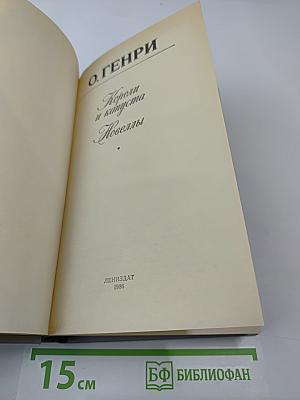 О. ГЕНРИ
Короли
и капуста
Новеллы
ЛЕНИЗДАТ
1986
15 см
БФ БИБЛИОФАН